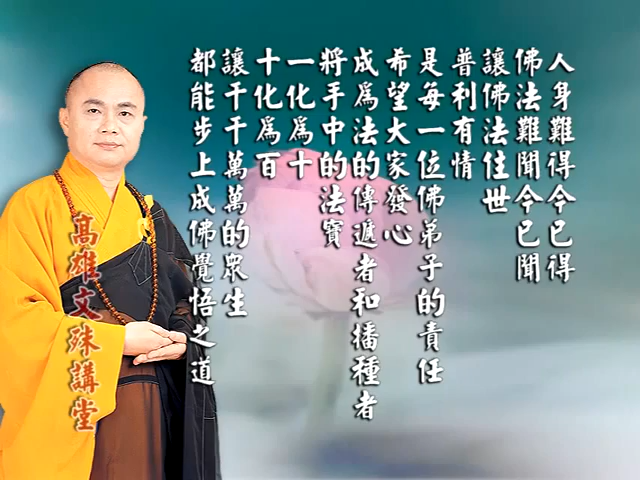 人身難得今已得
佛法難聞今已聞
讓佛法住世
普利有情
是每一位佛弟子的責任
希望大家發心
成為法的傳遞者和播種者
將手中的法寶
一化為十
十化為百
讓千千萬萬的眾生
都能步上成佛覺悟之道
高雄文殊講堂